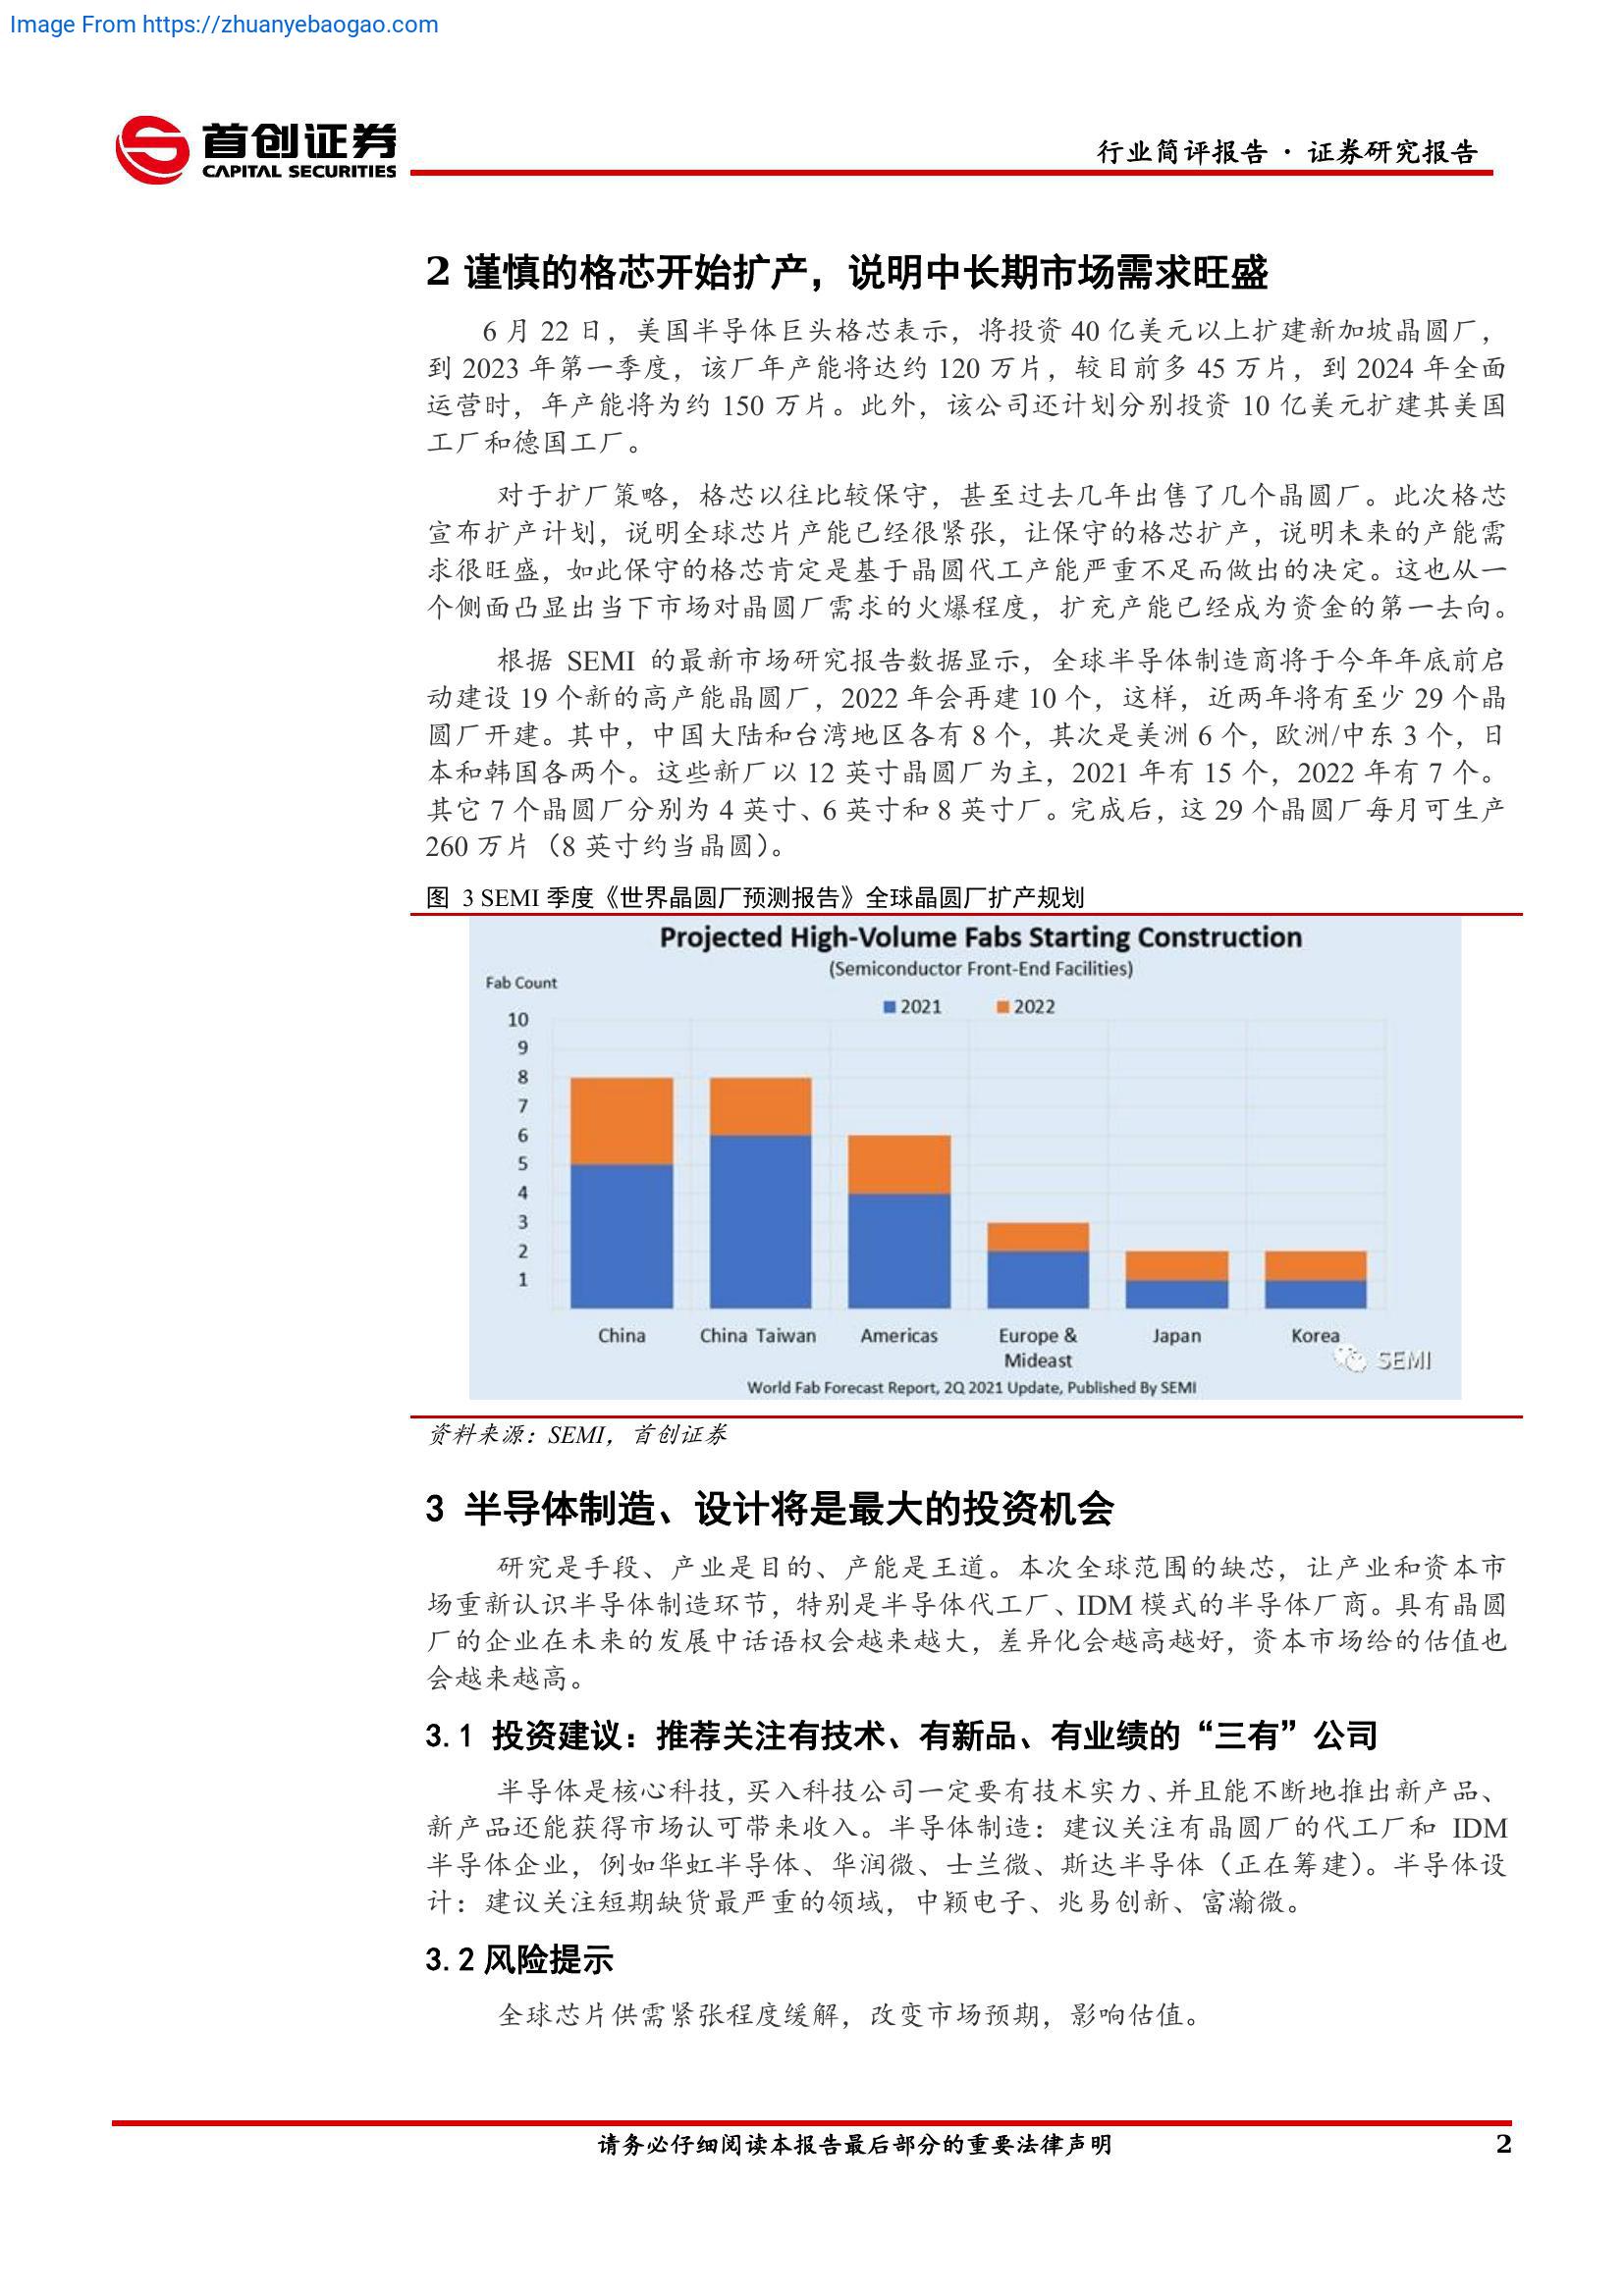 Image From https://zhuanyebaogao.com
首创证券
CAPITAL SECURITIES
行业简评报告 · 证券研究报告
2 谨慎的格芯开始扩产，说明中长期市场需求旺盛
6 月 22 日，美国半导体巨头格芯表示，将投资 40 亿美元以上扩建新加坡晶圆厂，
到 2023 年第一季度，该厂年产能将达约 120 万片，较目前多 45 万片，到 2024 年全面
运营时，年产能将为约 150 万片。此外，该公司还计划分别投资 10 亿美元扩建其美国
工厂和德国工厂。
对于扩厂策略，格芯以往比较保守，甚至过去几年出售了几个晶圆厂。此次格芯
宣布扩产计划，说明全球芯片产能已经很紧张，让保守的格芯扩产，说明未来的产能需
求很旺盛，如此保守的格芯肯定是基于晶圆代工产能严重不足而做出的决定。这也从一
个侧面凸显出当下市场对晶圆厂需求的火爆程度，扩充产能已经成为资金的第一去向。
根据 SEMI 的最新市场研究报告数据显示，全球半导体制造商将于今年年底前启
动建设 19 个新的高产能晶圆厂，2022 年会再建 10 个，这样，近两年将有至少 29 个晶
圆厂开建。其中，中国大陆和台湾地区各有 8 个，其次是美洲 6 个，欧洲/中东 3 个，日
本和韩国各两个。这些新厂以 12 英寸晶圆厂为主，2021 年有 15 个，2022 年有 7 个。
其它 7 个晶圆厂分别为 4 英寸、6 英寸和 8 英寸厂。完成后，这 29 个晶圆厂每月可生产
260 万片（8 英寸约当晶圆）。
图 3 SEMI 季度《世界晶圆厂预测报告》全球晶圆厂扩产规划
Projected High-Volume Fabs Starting Construction
(Semiconductor Front-End Facilities)
Fab Count
2021 2022
10
9
8
7
6
5
4
3
2
1
China China Taiwan Americas Europe & Japan Korea
Mideast
SEMI
World Fab Forecast Report, 2Q 2021 Update, Published By SEMI
资料来源：SEMI，首创证券
3 半导体制造、设计将是最大的投资机会
研究是手段、产业是目的、产能是王道。本次全球范围的缺芯，让产业和资本市
场重新认识半导体制造环节，特别是半导体代工厂、IDM 模式的半导体厂商。具有晶圆
厂的企业在未来的发展中话语权会越来越大，差异化会越高越好，资本市场给的估值也
会越来越高。
3.1 投资建议：推荐关注有技术、有新品、有业绩的“三有”公司
半导体是核心科技，买入科技公司一定要有技术实力、并且能不断地推出新产品、
新产品还能获得市场认可带来收入。半导体制造：建议关注有晶圆厂的代工厂和 IDM
半导体企业，例如华虹半导体、华润微、士兰微、斯达半导体（正在筹建）。半导体设
计：建议关注短期缺货最严重的领域，中颖电子、兆易创新、富瀚微。
3.2 风险提示
全球芯片供需紧张程度缓解，改变市场预期，影响估值。
请务必仔细阅读本报告最后部分的重要法律声明 2